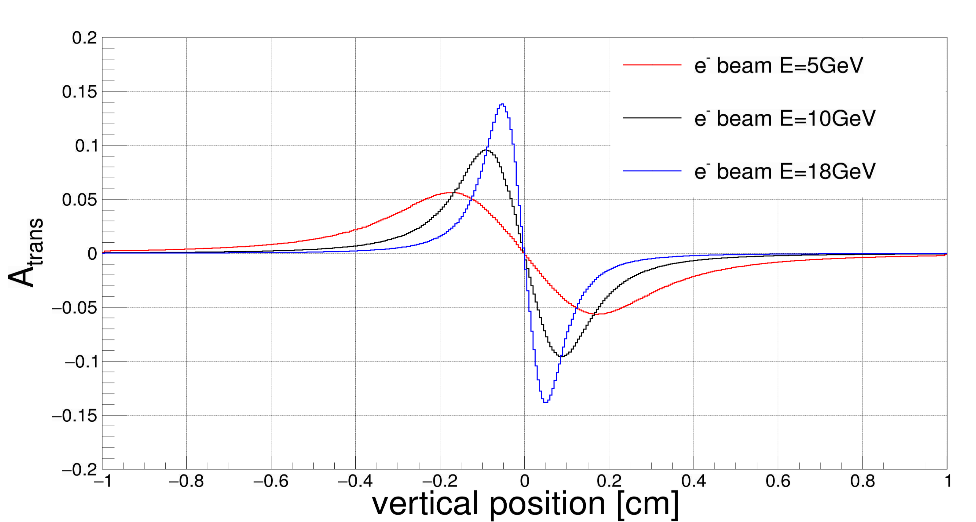 0.2
0.15
0.1
0.05
0
−0.05
−0.1
−0.15
−0.2
A_trans
e⁻ beam E=5GeV
e⁻ beam E=10GeV
e⁻ beam E=18GeV
−1 −0.8 −0.6 −0.4 −0.2 0 0.2 0.4 0.6 0.8 1
vertical position [cm]